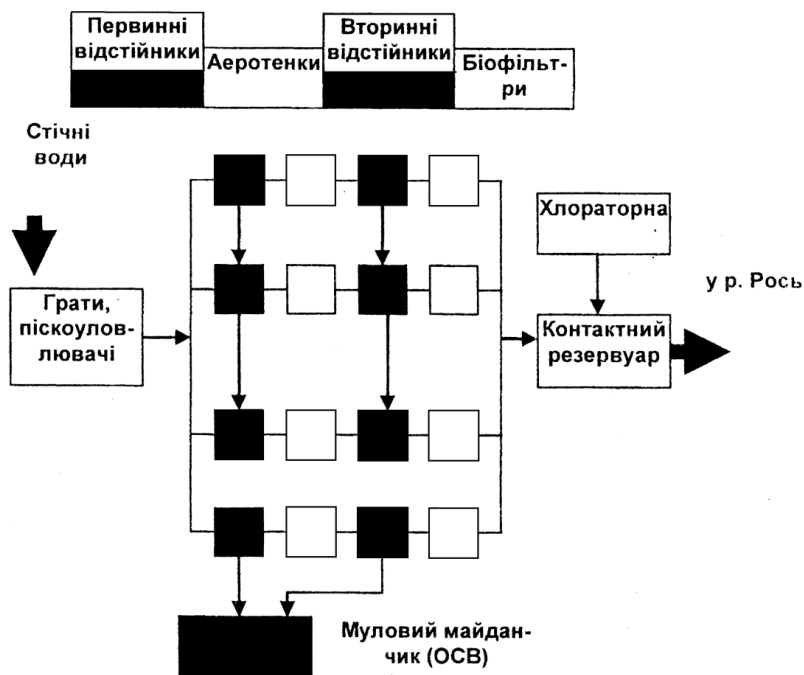 Первинні
відстійники
Аеротенки
Вторинні
відстійники
Біофільт-
ри
Стічні
води
Хлораторна
у р. Рось
Грати,
піскоулов-
лювачі
Контактний
резервуар
Муловий майдан-
чик (ОСВ)